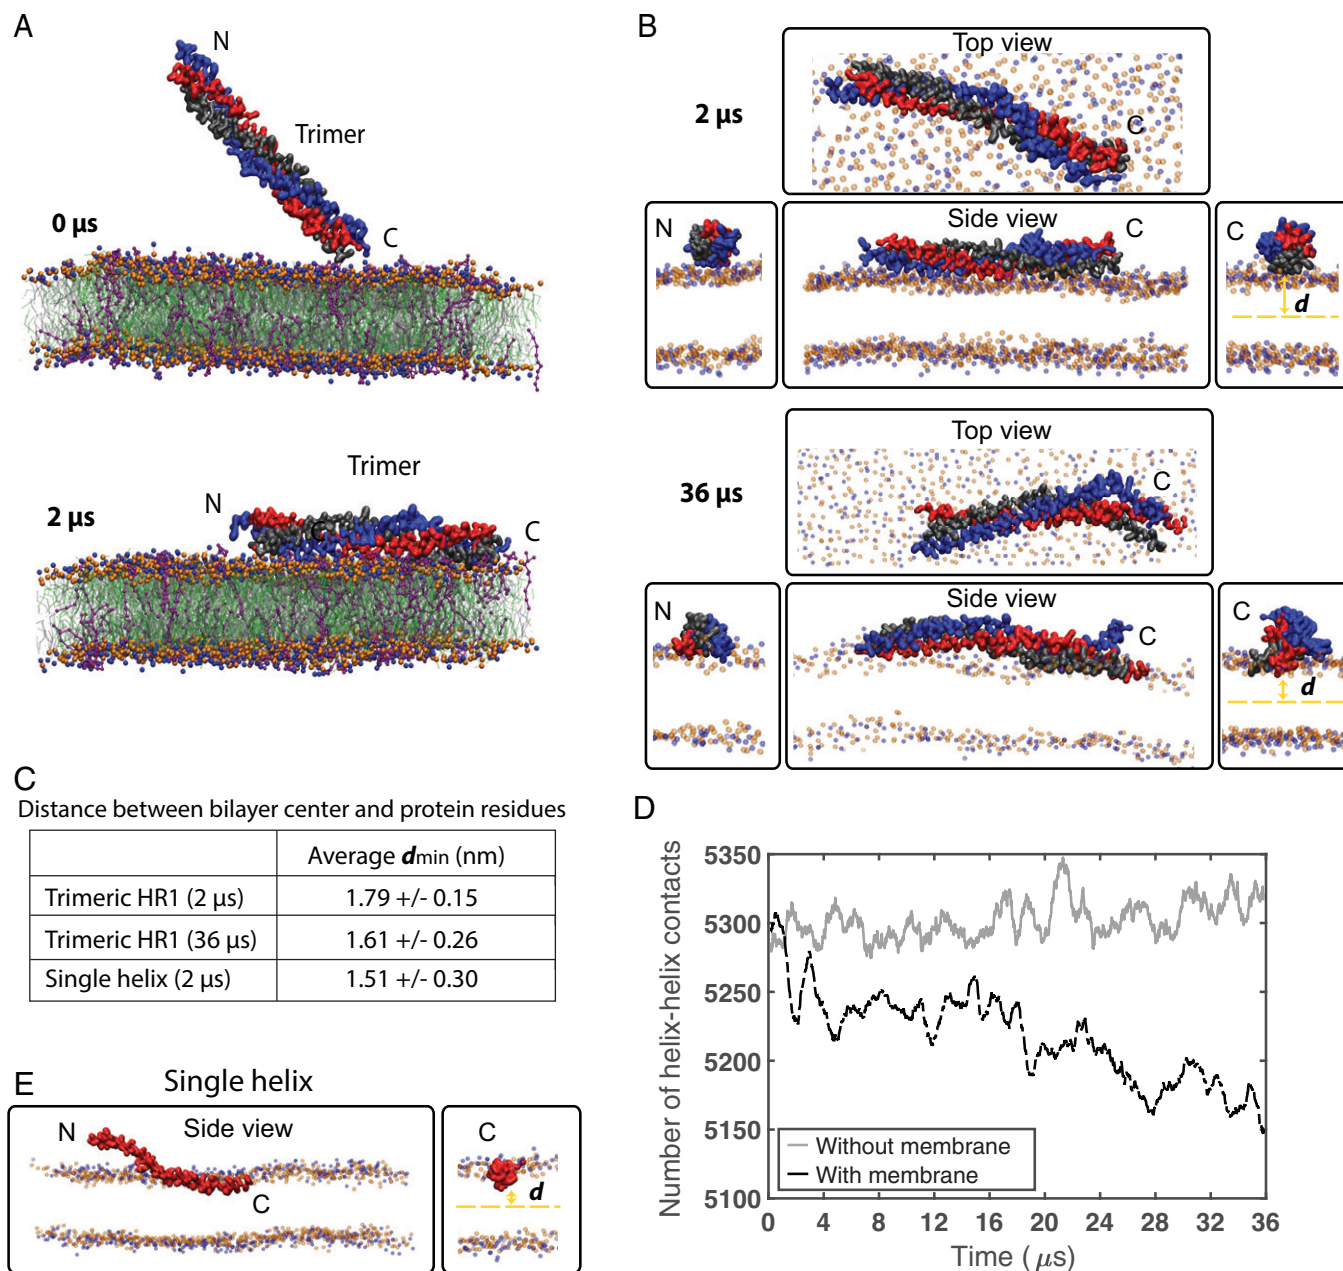 A
N
Trimer
0 µs
C
Trimer
2 µs
N
C
C
B
Top view
2 µs
C
N
Side view
C
C
d
Top view
36 µs
C
N
Side view
C
C
d
C
Distance between bilayer center and protein residues
Average dmin (nm)
Trimeric HR1 (2 µs) 1.79 +/- 0.15
Trimeric HR1 (36 µs) 1.61 +/- 0.26
Single helix (2 µs) 1.51 +/- 0.30
D
Number of helix-helix contacts
5350
5300
5250
5200
5150
5100
Without membrane
With membrane
0 4 8 12 16 20 24 28 32 36
Time (µs)
E
Single helix
N
Side view
C
C
d